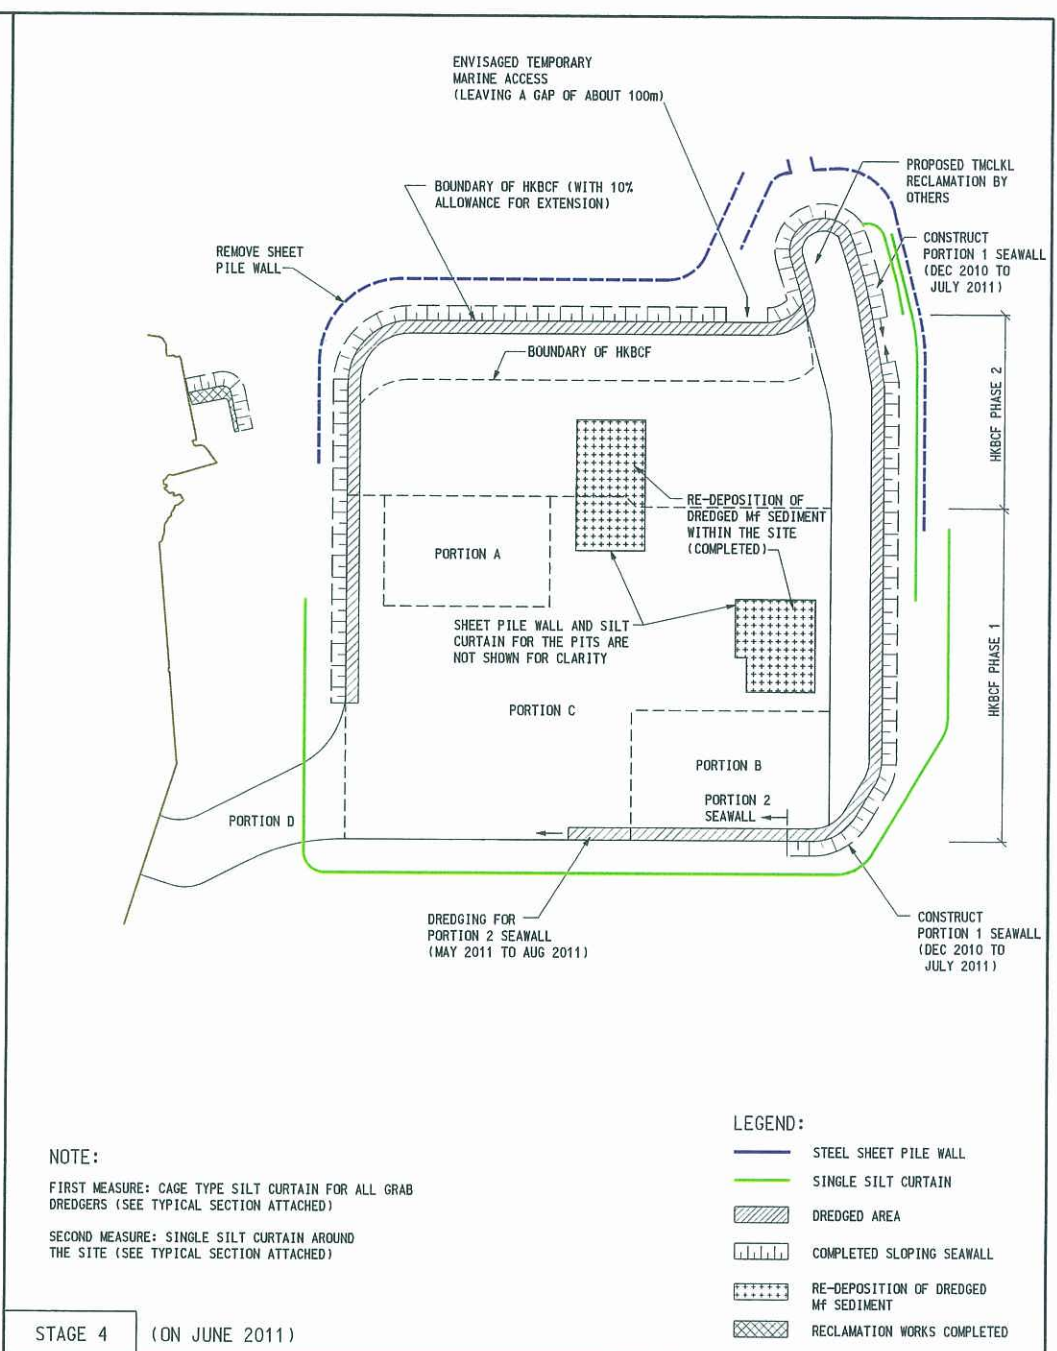 ENVISAGED TEMPORARY
MARINE ACCESS
(LEAVING A GAP OF ABOUT 100m)
BOUNDARY OF HKBCF (WITH 10%
ALLOWANCE FOR EXTENSION)
PROPOSED TMCLKL
RECLAMATION BY
OTHERS
REMOVE SHEET
PILE WALL
CONSTRUCT
PORTION 1 SEAWALL
(DEC 2010 TO
JULY 2011)
BOUNDARY OF HKBCF
HKBCF PHASE 2
RE-DEPOSITION OF
DREDGED Mf SEDIMENT
WITHIN THE SITE
(COMPLETED)
PORTION A
SHEET PILE WALL AND SILT
CURTAIN FOR THE PITS ARE
NOT SHOWN FOR CLARITY
HKBCF PHASE 1
PORTION C
PORTION B
PORTION 2
SEAWALL
PORTION D
DREDGING FOR
PORTION 2 SEAWALL
(MAY 2011 TO AUG 2011)
CONSTRUCT
PORTION 1 SEAWALL
(DEC 2010 TO
JULY 2011)
NOTE:
FIRST MEASURE: CAGE TYPE SILT CURTAIN FOR ALL GRAB
DREDGERS (SEE TYPICAL SECTION ATTACHED)
SECOND MEASURE: SINGLE SILT CURTAIN AROUND
THE SITE (SEE TYPICAL SECTION ATTACHED)
LEGEND:
STEEL SHEET PILE WALL
SINGLE SILT CURTAIN
DREDGED AREA
COMPLETED SLOPING SEAWALL
RE-DEPOSITION OF DREDGED
Mf SEDIMENT
RECLAMATION WORKS COMPLETED
STAGE 4 (ON JUNE 2011)